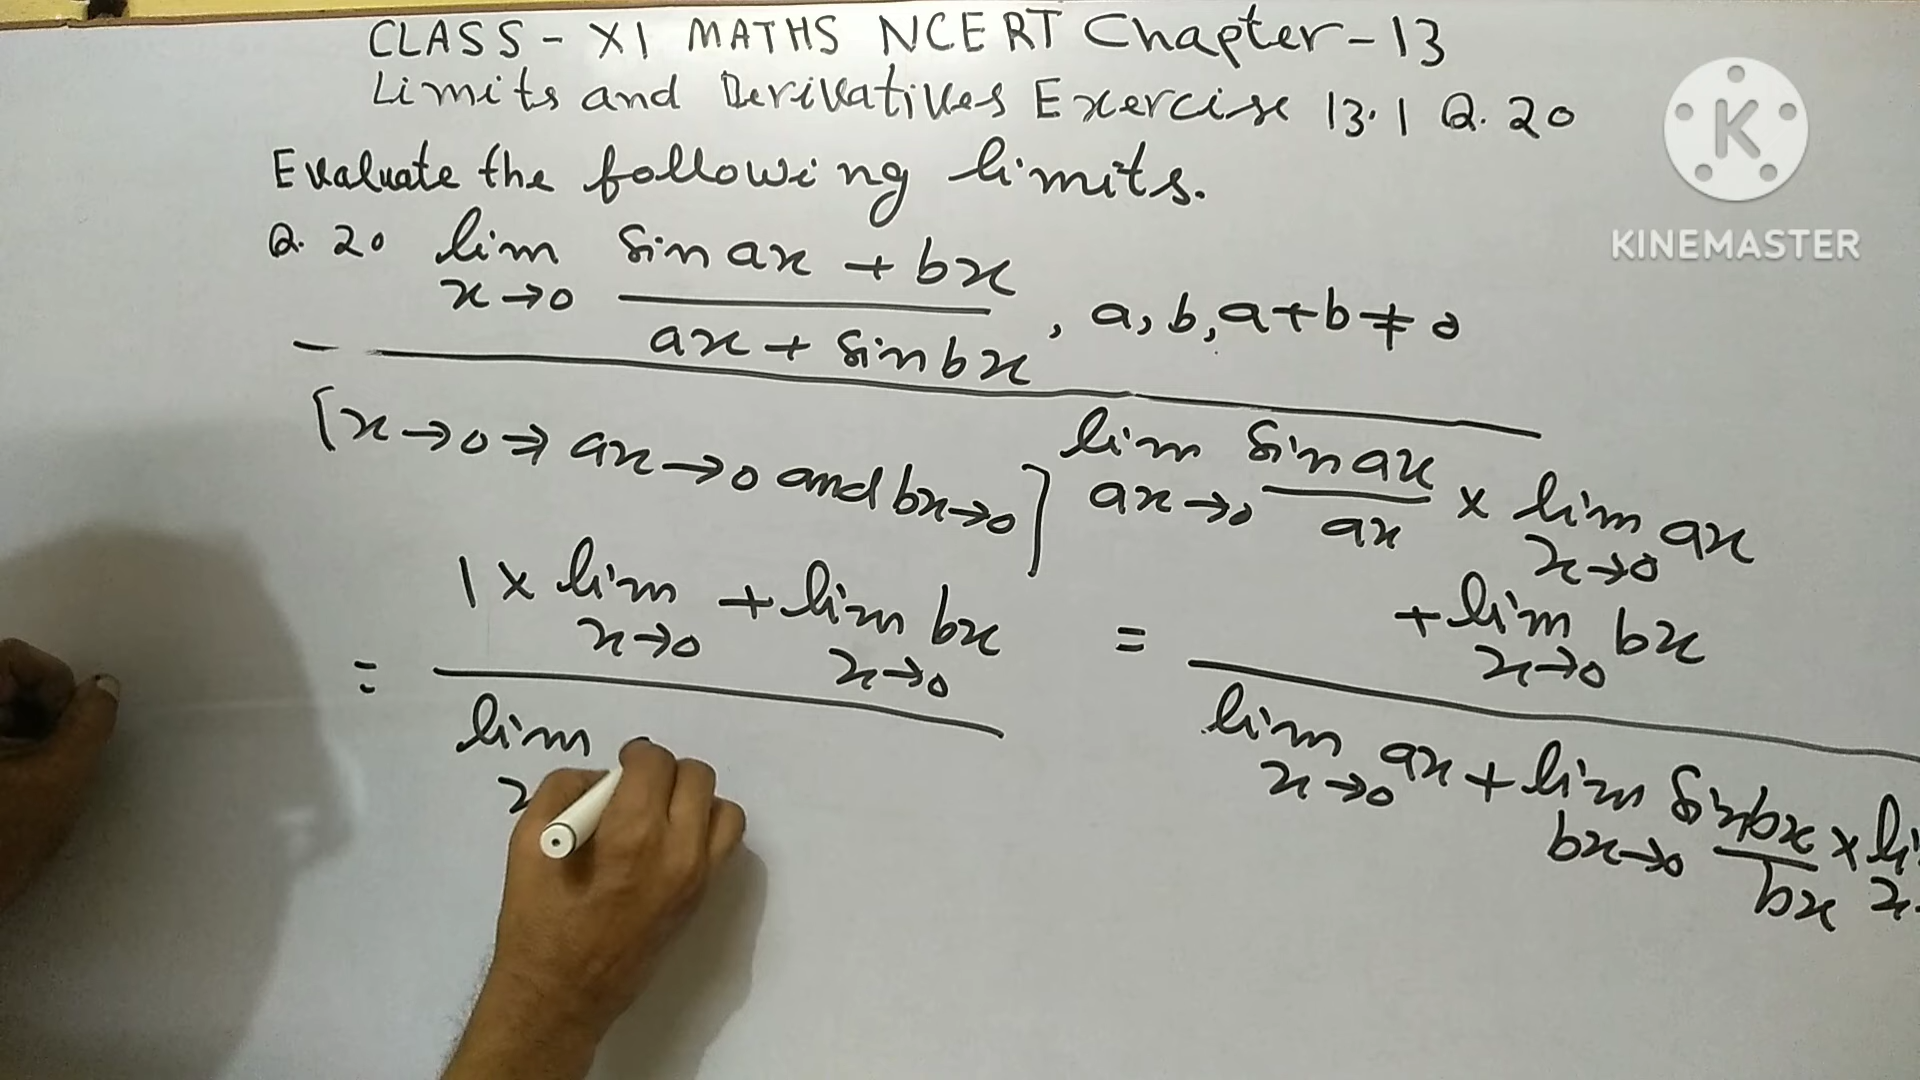 CLASS - XI MATHS NCERT Chapter-13
Limits and Derivatives Exercise 13.1 Q. 20
K
KINEMASTER
Evaluate the following limits.
Q. 20 lim x→0 (sin ax + bx)/(ax + sin bx), a, b, a+b ≠ 0
[x→0 ⇒ ax→0 and bx→0]
lim ax→0 sin ax/ax × lim x→0 ax
+ lim x→0 bx
=
lim x→0 ax + lim bx→0 sin bx/bx × li
x
= 1 × lim x→0 + lim x→0 bx
lim
x